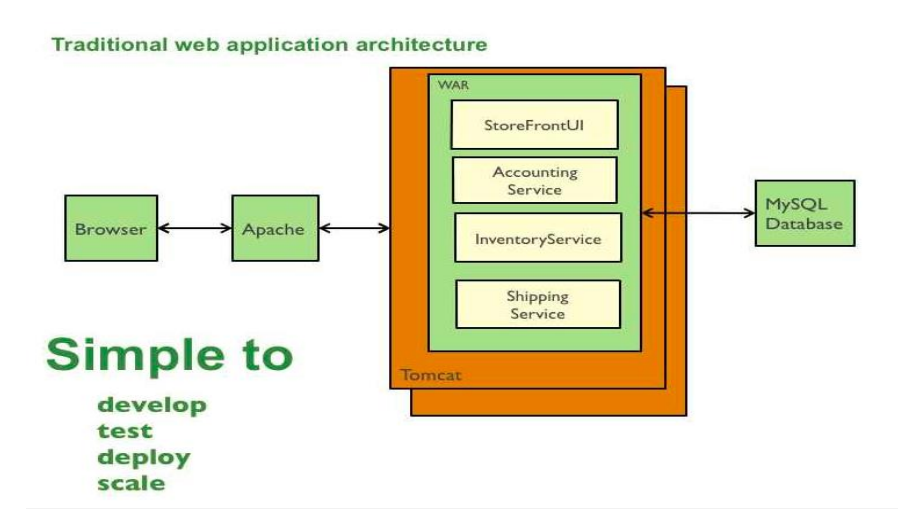 Traditional web application architecture
WAR
StoreFrontUI
Accounting
Service
InventoryService
Shipping
Service
Tomcat
Browser
Apache
MySQL
Database
Simple to
develop
test
deploy
scale